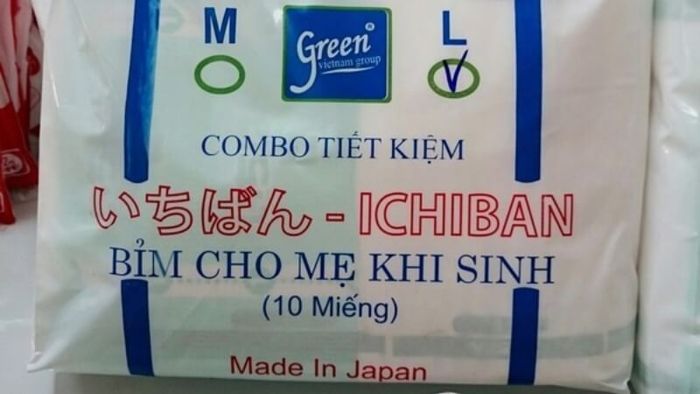 M
L
Green®
vietnam group
COMBO TIẾT KIỆM
いちばん - ICHIBAN
BỈM CHO MẸ KHI SINH
(10 Miếng)
Made In Japan